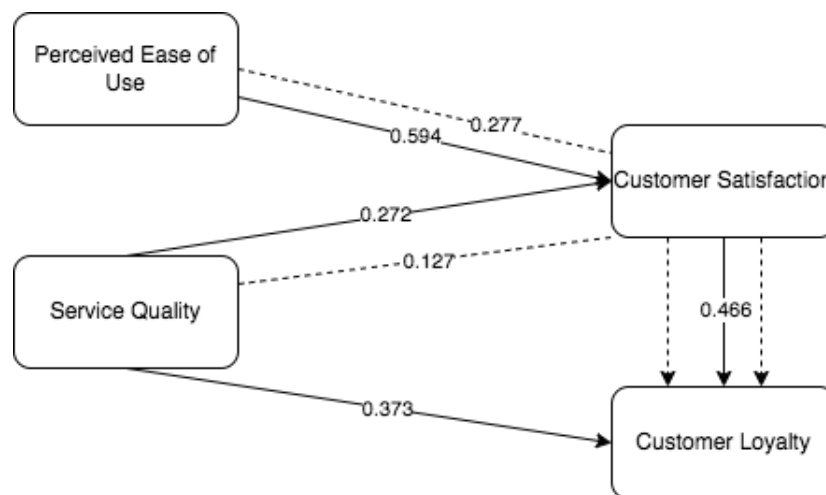 Perceived Ease of
Use
0.277
0.594
Customer Satisfaction
0.272
0.127
Service Quality
0.466
0.373
Customer Loyalty